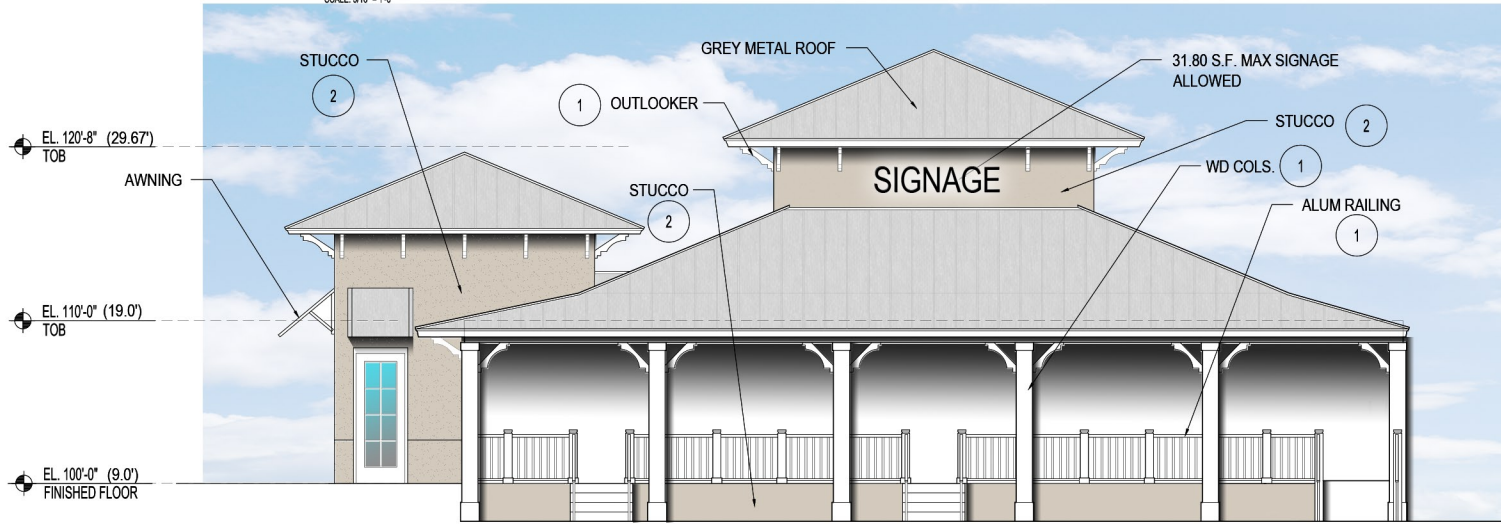 GREY METAL ROOF
STUCCO
2
31.80 S.F. MAX SIGNAGE
ALLOWED
1 OUTLOOKER
STUCCO 2
EL. 120'-8" (29.67')
TOB
WD COLS. 1
AWNING
SIGNAGE
STUCCO
2
ALUM RAILING
1
EL. 110'-0" (19.0')
TOB
EL. 100'-0" (9.0')
FINISHED FLOOR